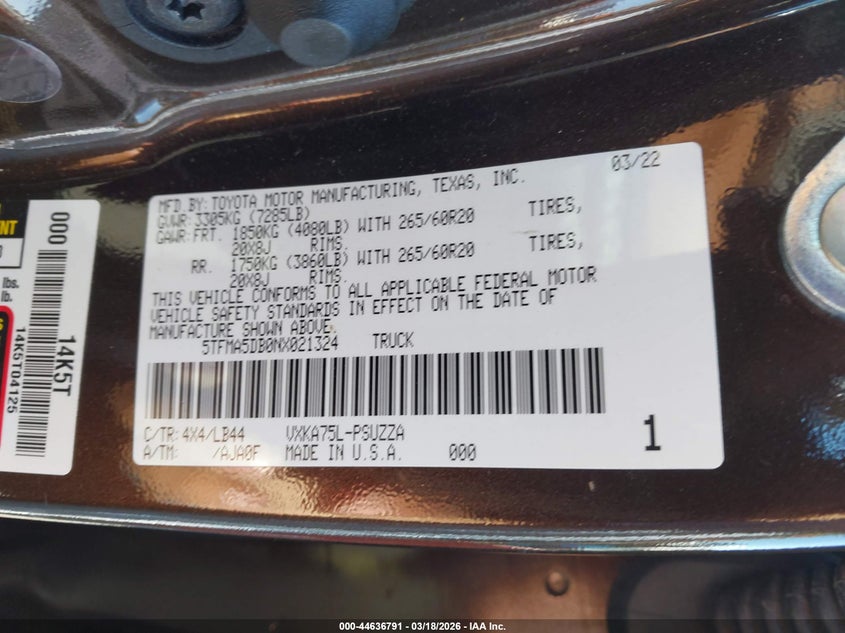 MFD. BY: TOYOTA MOTOR MANUFACTURING, TEXAS, INC. 03/22
GVWR: 3305KG (7285LB)
GAWR: FRT. 1850KG (4080LB) WITH 265/60R20 TIRES,
20X8J RIMS.
RR. 1750KG (3860LB) WITH 265/60R20 TIRES,
20X8J RIMS.
THIS VEHICLE CONFORMS TO ALL APPLICABLE FEDERAL MOTOR
VEHICLE SAFETY STANDARDS IN EFFECT ON THE DATE OF
MANUFACTURE SHOWN ABOVE.
5TFMA5DB0NX021324 TRUCK
C/TR: 4X4/LB44 VXKA75L-PSUZZA
A/TM: /AJA0F MADE IN U.S.A. 000
1
000
14K5T
14K5T04125
lbs.
lb.
000-44636791 — 03/18/2026 — IAA Inc.